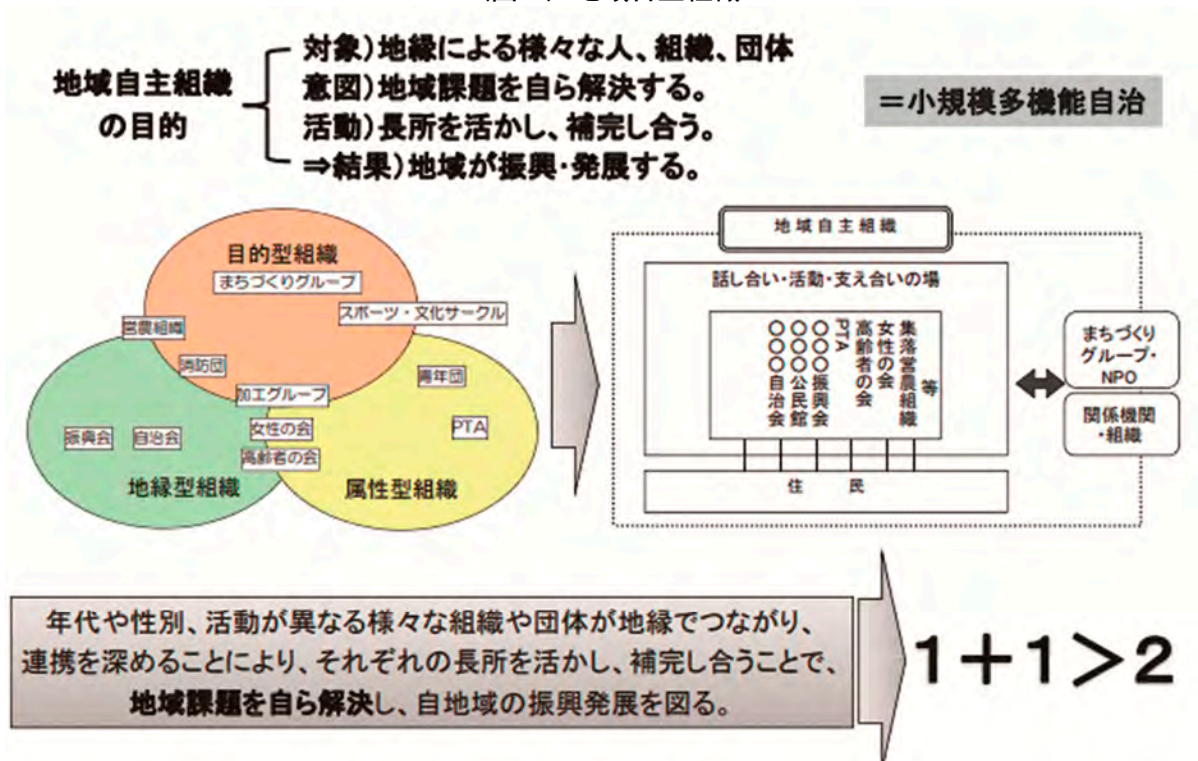 地域自主組織
の目的
対象)地縁による様々な人、組織、団体
意図)地域課題を自ら解決する。
活動)長所を活かし、補完し合う。
⇒結果)地域が振興・発展する。
=小規模多機能自治
目的型組織
まちづくりグループ
スポーツ・文化サークル
営農組織
消防団
加工グループ
青年団
振興会
自治会
女性の会
PTA
高齢者の会
地縁型組織
属性型組織
地域自主組織
話し合い・活動・支え合いの場
〇〇〇自治会
〇〇〇公民館
〇〇〇振興会
PTA
高齢者の会
女性の会
集落営農組織
等
住 民
まちづくり
グループ・
NPO
関係機関
・組織
年代や性別、活動が異なる様々な組織や団体が地縁でつながり、
連携を深めることにより、それぞれの長所を活かし、補完し合うことで、
地域課題を自ら解決し、自地域の振興発展を図る。
1+1>2